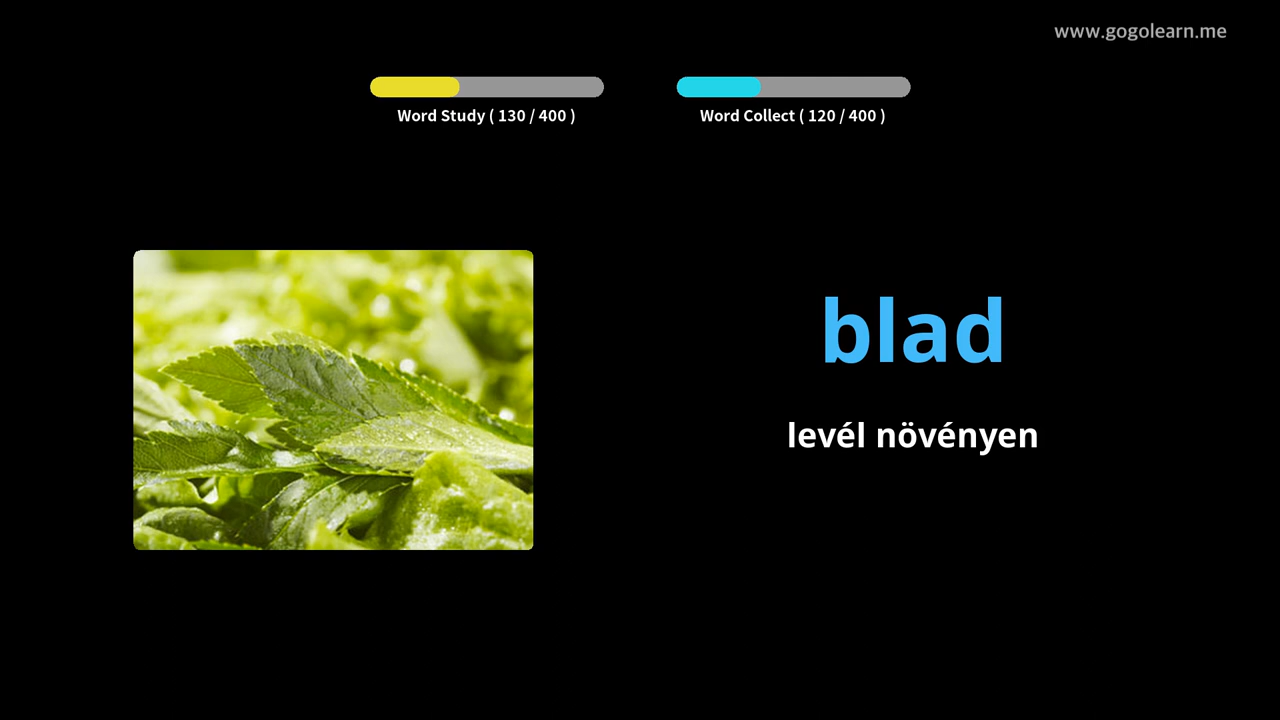 www.gogolearn.me
Word Study ( 130 / 400 )
Word Collect ( 120 / 400 )
blad
levél növényen